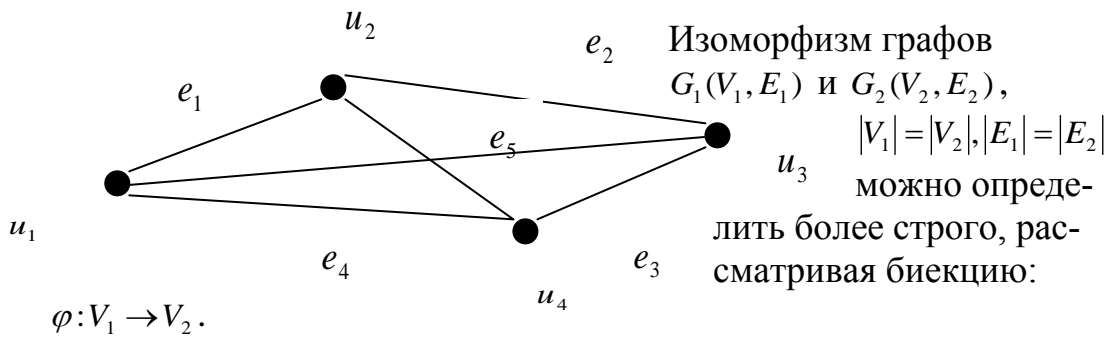 u₂
e₂
e₁
e₅
u₃
u₁
e₄
e₃
u₄
Изоморфизм графов
G₁(V₁,E₁) и G₂(V₂,E₂),
|V₁|=|V₂|,|E₁|=|E₂|
можно опреде-
лить более строго, рас-
сматривая биекцию:
φ:V₁→V₂.